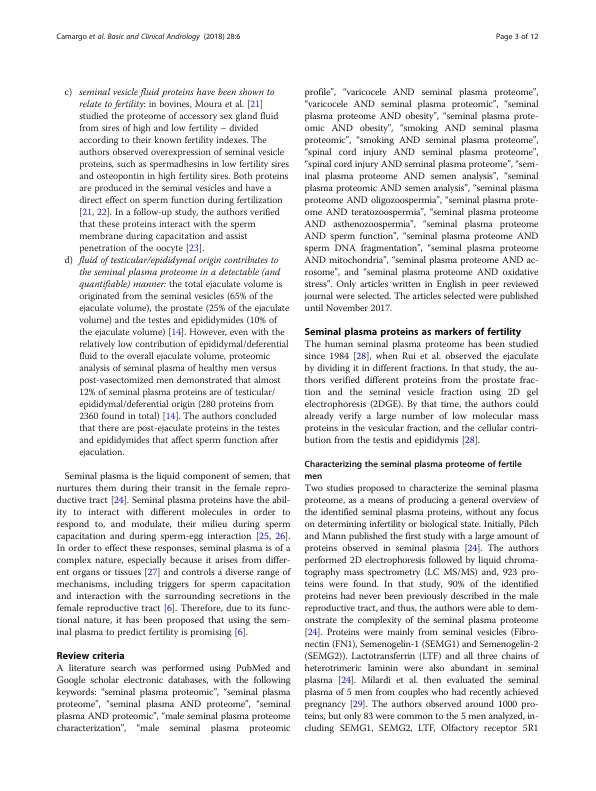 Camargo et al. Basic and Clinical Andrology (2018) 28:6
Page 3 of 12
c) seminal vesicle fluid proteins have been shown to
relate to fertility: in bovines, Moura et al. [21]
studied the proteome of accessory sex gland fluid
from sires of high and low fertility – divided
according to their known fertility indexes. The
authors observed overexpression of seminal vesicle
proteins, such as spermadhesins in low fertility sires
and osteopontin in high fertility sires. Both proteins
are produced in the seminal vesicles and have a
direct effect on sperm function during fertilization
[21, 22]. In a follow-up study, the authors verified
that these proteins interact with the sperm
membrane during capacitation and assist
penetration of the oocyte [23].
d) fluid of testicular/epididymal origin contributes to
the seminal plasma proteome in a detectable (and
quantifiable) manner: the total ejaculate volume is
originated from the seminal vesicles (65% of the
ejaculate volume), the prostate (25% of the ejaculate
volume) and the testes and epididymides (10% of
the ejaculate volume) [14]. However, even with the
relatively low contribution of epididymal/deferential
fluid to the overall ejaculate volume, proteomic
analysis of seminal plasma of healthy men versus
post-vasectomized men demonstrated that almost
12% of seminal plasma proteins are of testicular/
epididymal/deferential origin (280 proteins from
2360 found in total) [14]. The authors concluded
that there are post-ejaculate proteins in the testes
and epididymides that affect sperm function after
ejaculation.
Seminal plasma is the liquid component of semen, that
nurtures them during their transit in the female repro-
ductive tract [24]. Seminal plasma proteins have the abil-
ity to interact with different molecules in order to
respond to, and modulate, their milieu during sperm
capacitation and during sperm-egg interaction [25, 26].
In order to effect these responses, seminal plasma is of a
complex nature, especially because it arises from differ-
ent organs or tissues [27] and controls a diverse range of
mechanisms, including triggers for sperm capacitation
and interaction with the surrounding secretions in the
female reproductive tract [6]. Therefore, due to its func-
tional nature, it has been proposed that using the sem-
inal plasma to predict fertility is promising [6].
Review criteria
A literature search was performed using PubMed and
Google scholar electronic databases, with the following
keywords: “seminal plasma proteomic”, “seminal plasma
proteome”, “seminal plasma AND proteome”, “seminal
plasma AND proteomic”, “male seminal plasma proteome
characterization”, “male seminal plasma proteomic
profile”, “varicocele AND seminal plasma proteome”,
“varicocele AND seminal plasma proteomic”, “seminal
plasma proteome AND obesity”, “seminal plasma prote-
omic AND obesity”, “smoking AND seminal plasma
proteomic”, “smoking AND seminal plasma proteome”,
“spinal cord injury AND seminal plasma proteome”,
“spinal cord injury AND seminal plasma proteome”, “sem-
inal plasma proteome AND semen analysis”, “seminal
plasma proteomic AND semen analysis”, “seminal plasma
proteome AND oligozoospermia”, “seminal plasma prote-
ome AND teratozoospermia”, “seminal plasma proteome
AND asthenozoospermia”, “seminal plasma proteome
AND sperm function”, “seminal plasma proteome AND
sperm DNA fragmentation”, “seminal plasma proteome
AND mitochondria”, “seminal plasma proteome AND ac-
rosome”, and “seminal plasma proteome AND oxidative
stress”. Only articles written in English in peer reviewed
journal were selected. The articles selected were published
until November 2017.
Seminal plasma proteins as markers of fertility
The human seminal plasma proteome has been studied
since 1984 [28], when Rui et al. observed the ejaculate
by dividing it in different fractions. In that study, the au-
thors verified different proteins from the prostate frac-
tion and the seminal vesicle fraction using 2D gel
electrophoresis (2DGE). By that time, the authors could
already verify a large number of low molecular mass
proteins in the vesicular fraction, and the cellular contri-
bution from the testis and epididymis [28].
Characterizing the seminal plasma proteome of fertile
men
Two studies proposed to characterize the seminal plasma
proteome, as a means of producing a general overview of
the identified seminal plasma proteins, without any focus
on determining infertility or biological state. Initially, Pilch
and Mann published the first study with a large amount of
proteins observed in seminal plasma [24]. The authors
performed 2D electrophoresis followed by liquid chroma-
tography mass spectrometry (LC MS/MS) and, 923 pro-
teins were found. In that study, 90% of the identified
proteins had never been previously described in the male
reproductive tract, and thus, the authors were able to dem-
onstrate the complexity of the seminal plasma proteome
[24]. Proteins were mainly from seminal vesicles (Fibro-
nectin (FN1), Semenogelin-1 (SEMG1) and Semenogelin-2
(SEMG2)). Lactotransferrin (LTF) and all three chains of
heterotrimeric laminin were also abundant in seminal
plasma [24]. Milardi et al. then evaluated the seminal
plasma of 5 men from couples who had recently achieved
pregnancy [29]. The authors observed around 1000 pro-
teins, but only 83 were common to the 5 men analyzed, in-
cluding SEMG1, SEMG2, LTF, Olfactory receptor 5R1